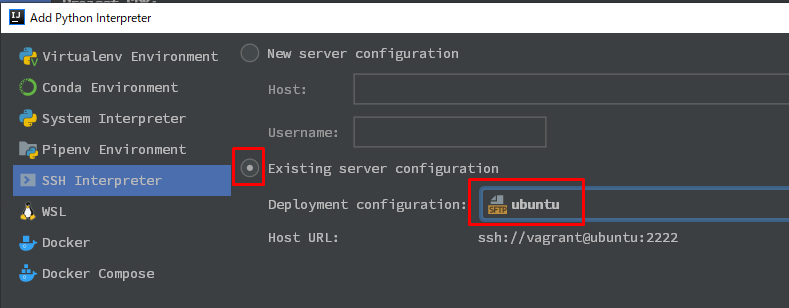 Add Python Interpreter
Virtualenv Environment
Conda Environment
System Interpreter
Pipenv Environment
SSH Interpreter
WSL
Docker
Docker Compose
New server configuration
Host:
Username:
Existing server configuration
Deployment configuration: SFTP ubuntu
Host URL: ssh://vagrant@ubuntu:2222